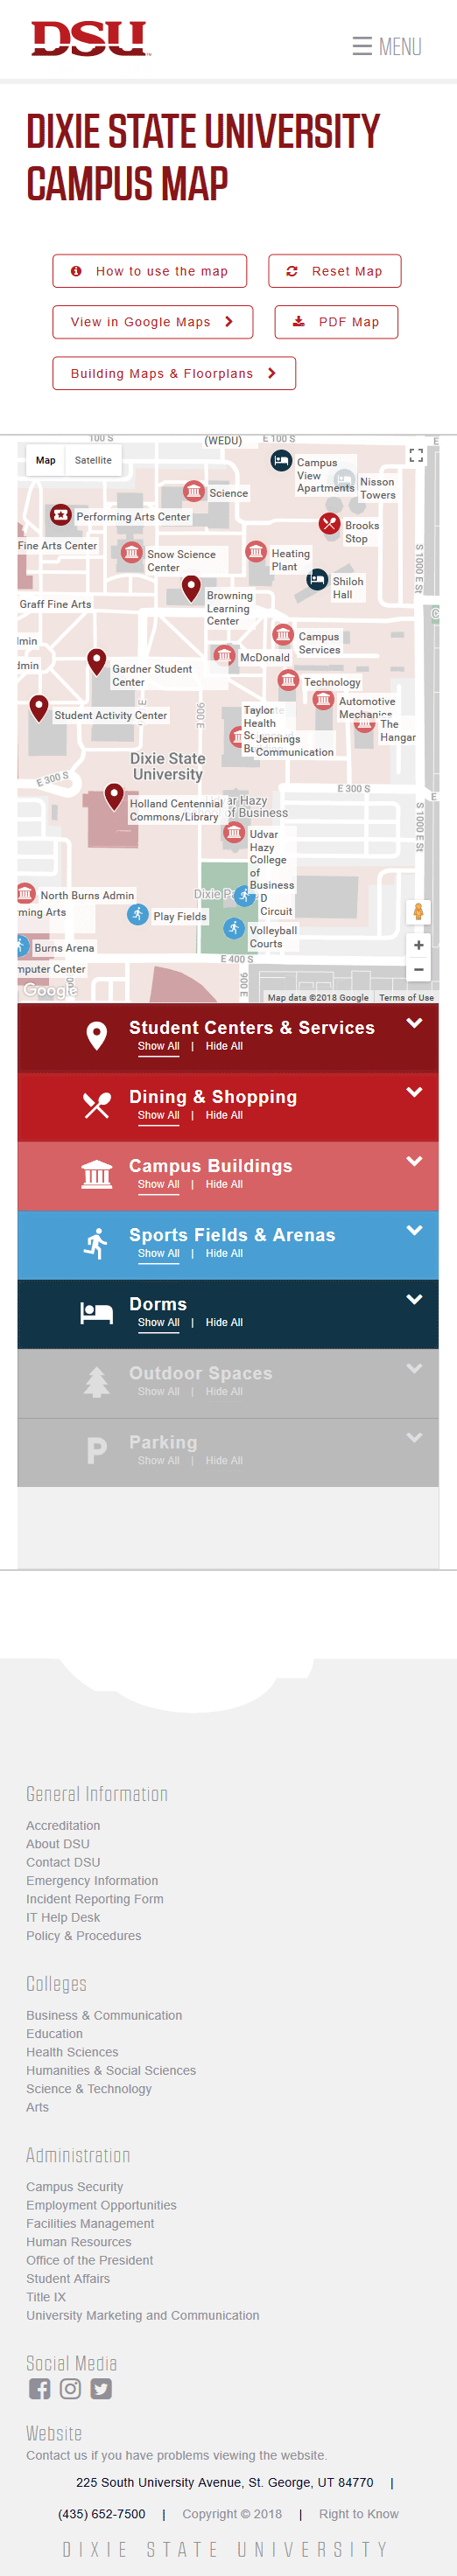 DSU
☰ MENU
DIXIE STATE UNIVERSITY
CAMPUS MAP
How to use the map
Reset Map
View in Google Maps
PDF Map
Building Maps & Floorplans
100 S
(WEDU)
E 100 S
Map
Satellite
Campus
View
Apartments
Nisson
Towers
Science
Performing Arts Center
Brooks
Stop
Fine Arts Center
Snow Science
Center
Heating
Plant
S 1000 E St
Shiloh
Hall
Browning
Learning
Center
Graff Fine Arts
Campus
Services
McDonald
Gardner Student
Center
Technology
Automotive
Mechanics
Student Activity Center
900 E
Taylor
Health
The
Hangar
Jennings
Communication
Dixie State
University
E 300 S
E 300 S
Holland Centennial
Commons/Library
ar Hazy
of Business
S 1000 E St
Udvar
Hazy
College
of
Business
North Burns Admin
Play Fields
D
Circuit
Volleyball
Courts
Burns Arena
E 400 S
mputer Center
900 E
Google
Map data ©2018 Google
Terms of Use
Student Centers & Services
Show All | Hide All
Dining & Shopping
Show All | Hide All
Campus Buildings
Show All | Hide All
Sports Fields & Arenas
Show All | Hide All
Dorms
Show All | Hide All
Outdoor Spaces
Show All | Hide All
Parking
Show All | Hide All
General Information
Accreditation
About DSU
Contact DSU
Emergency Information
Incident Reporting Form
IT Help Desk
Policy & Procedures
Colleges
Business & Communication
Education
Health Sciences
Humanities & Social Sciences
Science & Technology
Arts
Administration
Campus Security
Employment Opportunities
Facilities Management
Human Resources
Office of the President
Student Affairs
Title IX
University Marketing and Communication
Social Media
Website
Contact us if you have problems viewing the website.
225 South University Avenue, St. George, UT 84770 |
(435) 652-7500 | Copyright © 2018 | Right to Know
DIXIE STATE UNIVERSITY